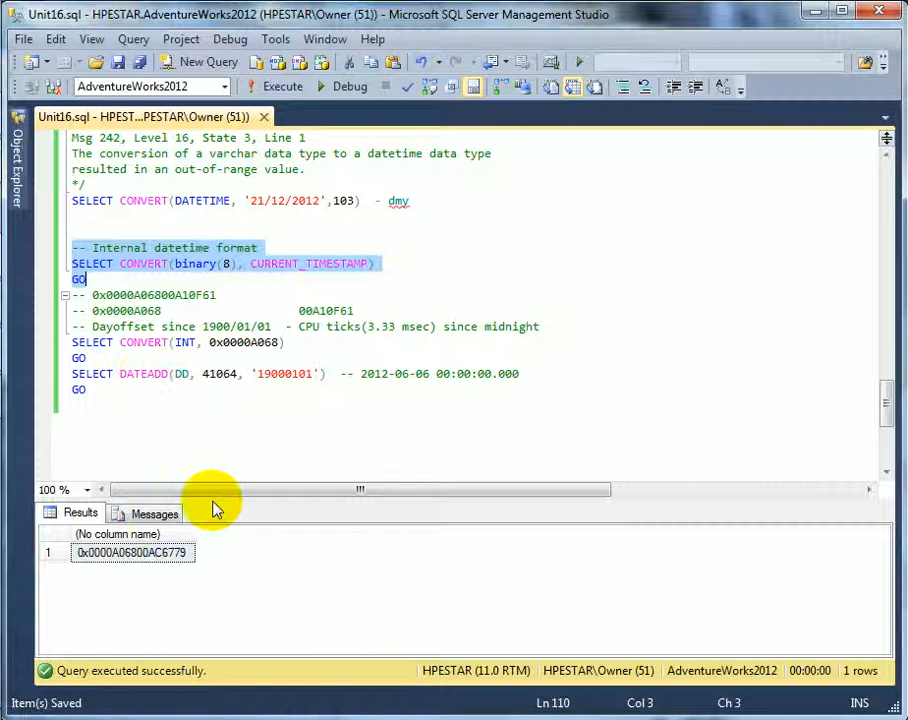 Unit16.sql - HPESTAR.AdventureWorks2012 (HPESTAR\Owner (51)) - Microsoft SQL Server Management Studio
File Edit View Query Project Debug Tools Window Help
New Query
AdventureWorks2012 Execute Debug
Unit16.sql - HPEST...PESTAR\Owner (51))
Object Explorer
Msg 242, Level 16, State 3, Line 1
The conversion of a varchar data type to a datetime data type
resulted in an out-of-range value.
*/
SELECT CONVERT(DATETIME, '21/12/2012',103) - dmy
-- Internal datetime format
SELECT CONVERT(binary(8), CURRENT_TIMESTAMP)
GO
-- 0x0000A06800A10F61
-- 0x0000A068 00A10F61
-- Dayoffset since 1900/01/01 - CPU ticks(3.33 msec) since midnight
SELECT CONVERT(INT, 0x0000A068)
GO
SELECT DATEADD(DD, 41064, '19000101') -- 2012-06-06 00:00:00.000
GO
100 %
Results Messages
(No column name)
1 0x0000A06800AC6779
Query executed successfully. HPESTAR (11.0 RTM) HPESTAR\Owner (51) AdventureWorks2012 00:00:00 1 rows
Item(s) Saved Ln 110 Col 3 Ch 3 INS